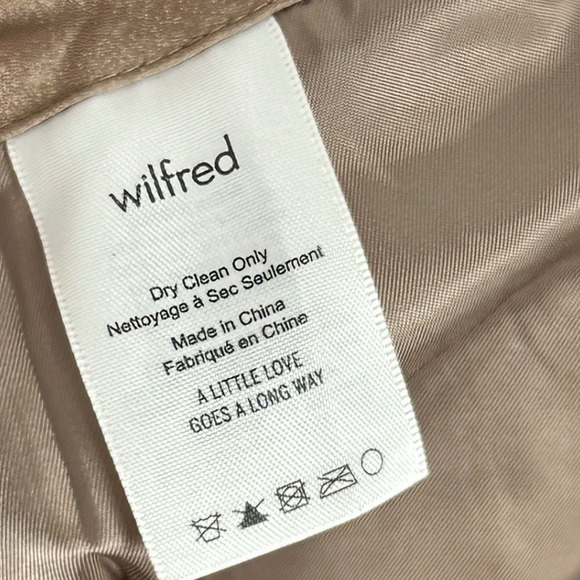 wilfred
Dry Clean Only
Nettoyage à Sec Seulement
Made in China
Fabriqué en Chine
A LITTLE LOVE
GOES A LONG WAY